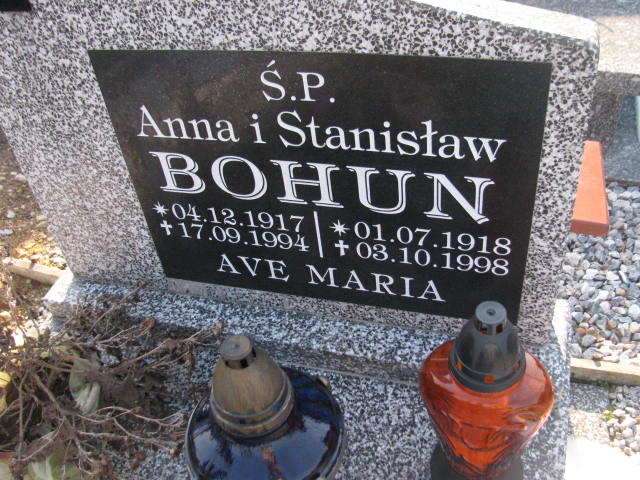 Ś.P.
Anna i Stanisław
BOHUN
* 04.12.1917 | * 01.07.1918
✝ 17.09.1994 | ✝ 03.10.1998
AVE MARIA